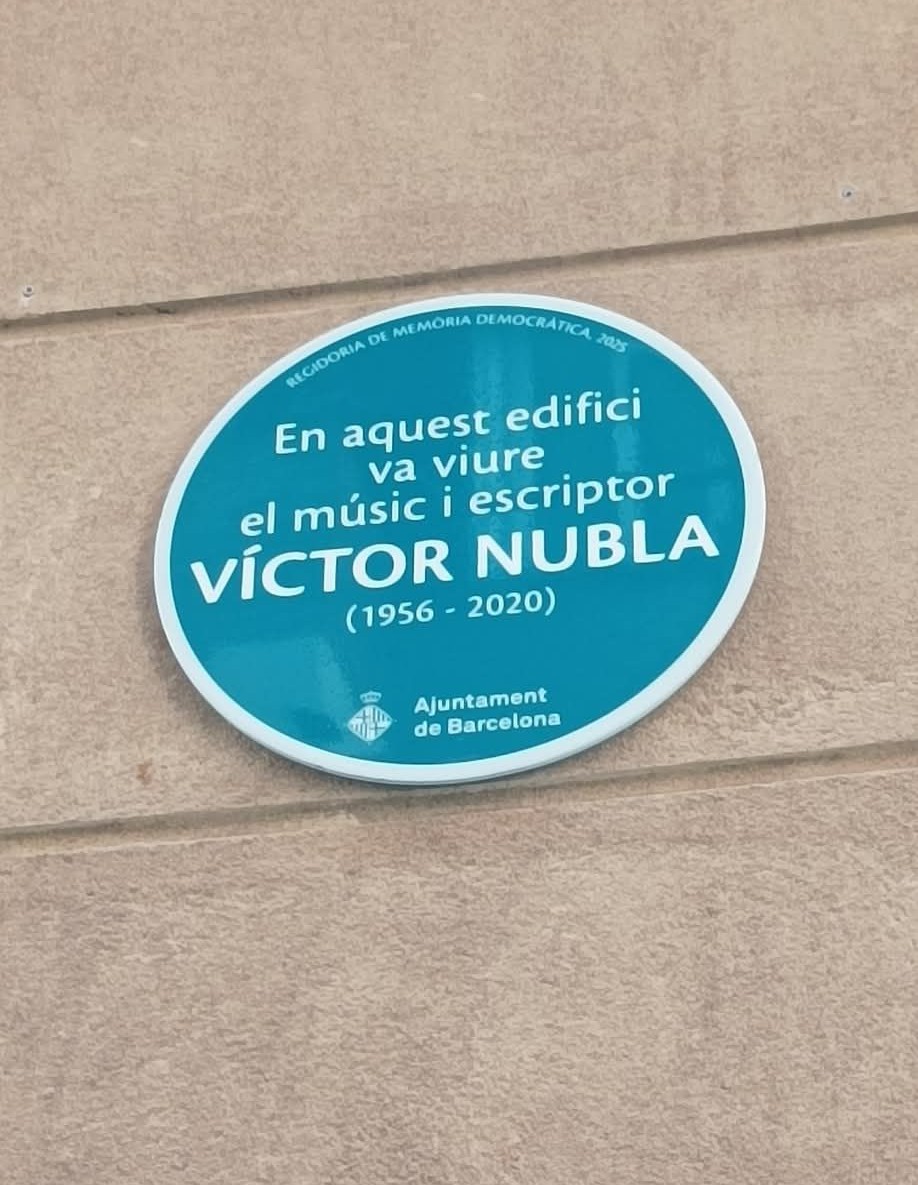 REGIDORIA DE MEMÒRIA DEMOCRÀTICA, 2025
En aquest edifici
va viure
el músic i escriptor
VÍCTOR NUBLA
(1956 - 2020)
Ajuntament
de Barcelona